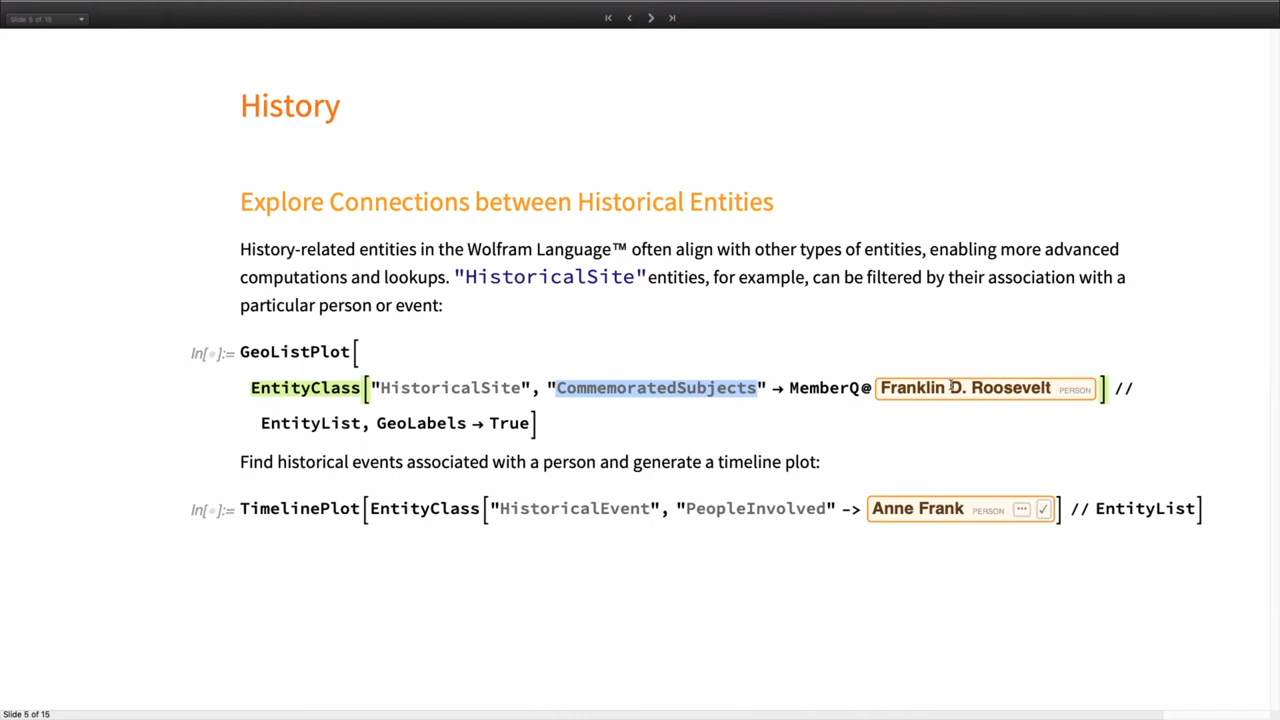 Slide 5 of 15
History
Explore Connections between Historical Entities
History-related entities in the Wolfram Language™ often align with other types of entities, enabling more advanced
computations and lookups. "HistoricalSite" entities, for example, can be filtered by their association with a
particular person or event:
In[∘]:= GeoListPlot[
EntityClass["HistoricalSite", "CommemoratedSubjects" → MemberQ@ Franklin D. Roosevelt PERSON ] //
EntityList, GeoLabels → True]
Find historical events associated with a person and generate a timeline plot:
In[∘]:= TimelinePlot[EntityClass["HistoricalEvent", "PeopleInvolved" -> Anne Frank PERSON ⋯ ✓ ] // EntityList]
Slide 5 of 15